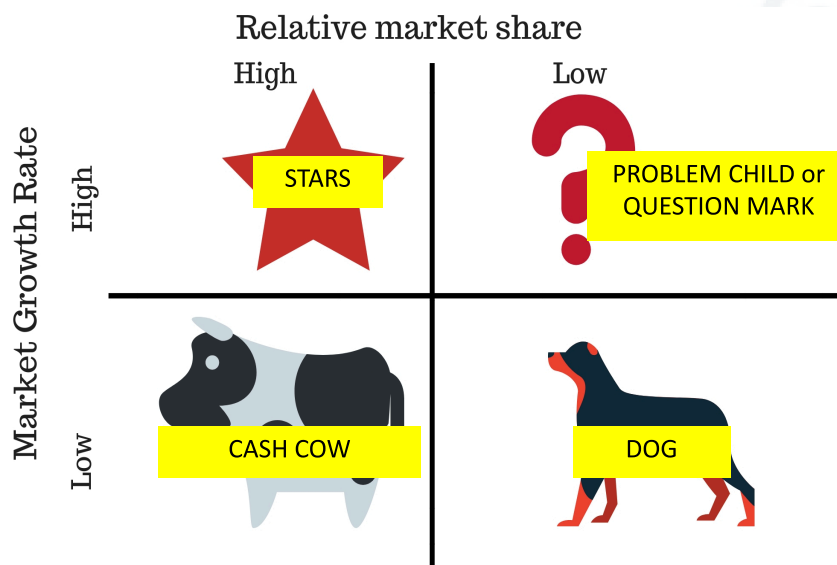 Relative market share
High
Low
Market Growth Rate
High
STARS
PROBLEM CHILD or
QUESTION MARK
Low
CASH COW
DOG